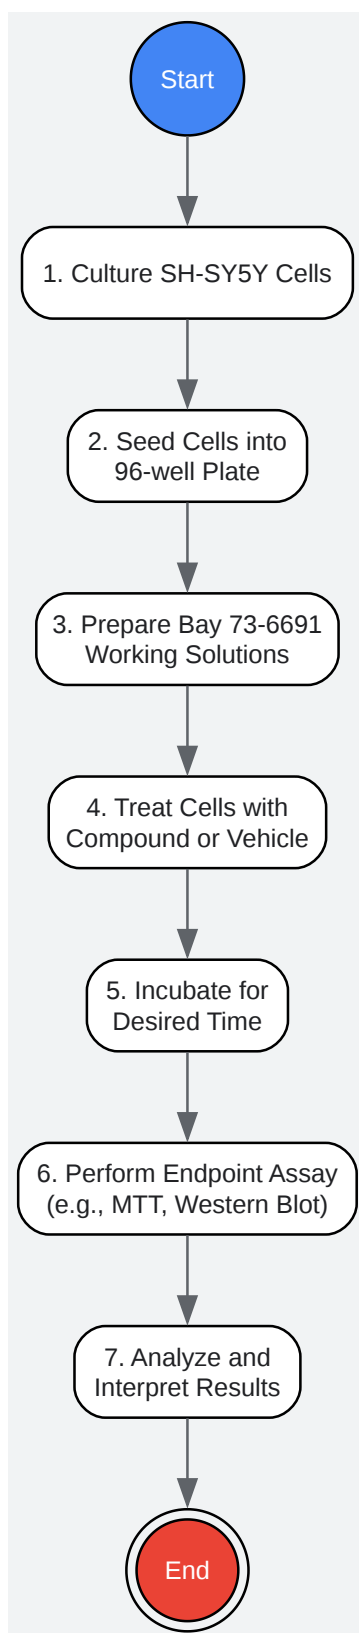 Start
1. Culture SH-SY5Y Cells
2. Seed Cells into
96-well Plate
3. Prepare Bay 73-6691
Working Solutions
4. Treat Cells with
Compound or Vehicle
5. Incubate for
Desired Time
6. Perform Endpoint Assay
(e.g., MTT, Western Blot)
7. Analyze and
Interpret Results
End